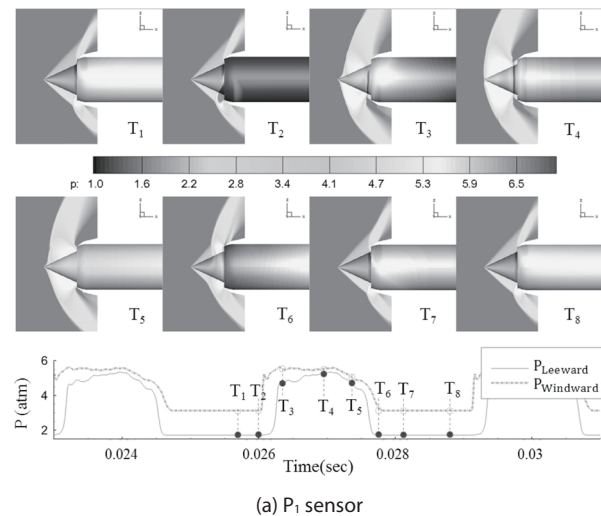 z x z x z x z x
T1 T2 T3 T4
p: 1.0 1.6 2.2 2.8 3.4 4.1 4.7 5.3 5.9 6.5
z x z x z x z x
T5 T6 T7 T8
6 4 2
P (atm)
PLeeward
PWindward
T1 T2 T3 T4 T5 T6 T7 T8
0.024 0.026 0.028 0.03
Time(sec)
(a) P1 sensor